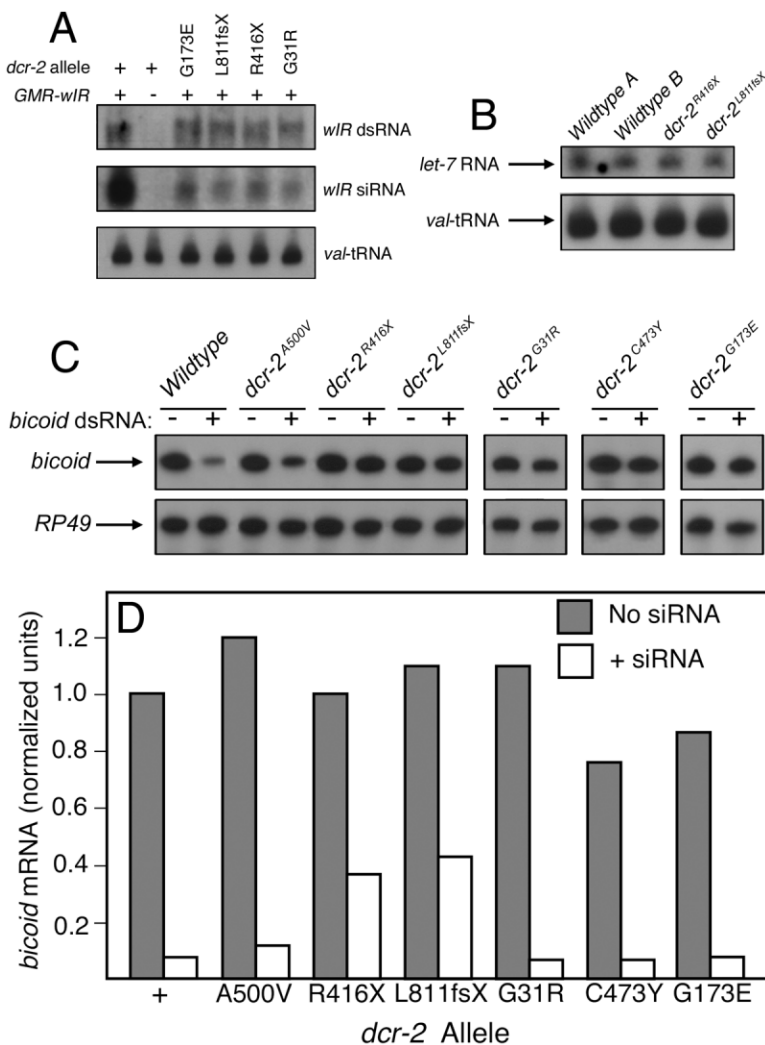 A
dcr-2 allele + + G173E L811fsX R416X G31R
GMR-wIR + - + + + +
wIR dsRNA
wIR siRNA
val-tRNA
B
Wildtype A Wildtype B dcr-2R416X dcr-2L811fsX
let-7 RNA
val-tRNA
C
Wildtype dcr-2A500V dcr-2R416X dcr-2L811fsX dcr-2G31R dcr-2C473Y dcr-2G173E
bicoid dsRNA: - + - + - + - + - + - + - +
bicoid
RP49
D
No siRNA
+ siRNA
bicoid mRNA (normalized units)
1.2
1.0
0.8
0.6
0.4
0.2
+ A500V R416X L811fsX G31R C473Y G173E
dcr-2 Allele